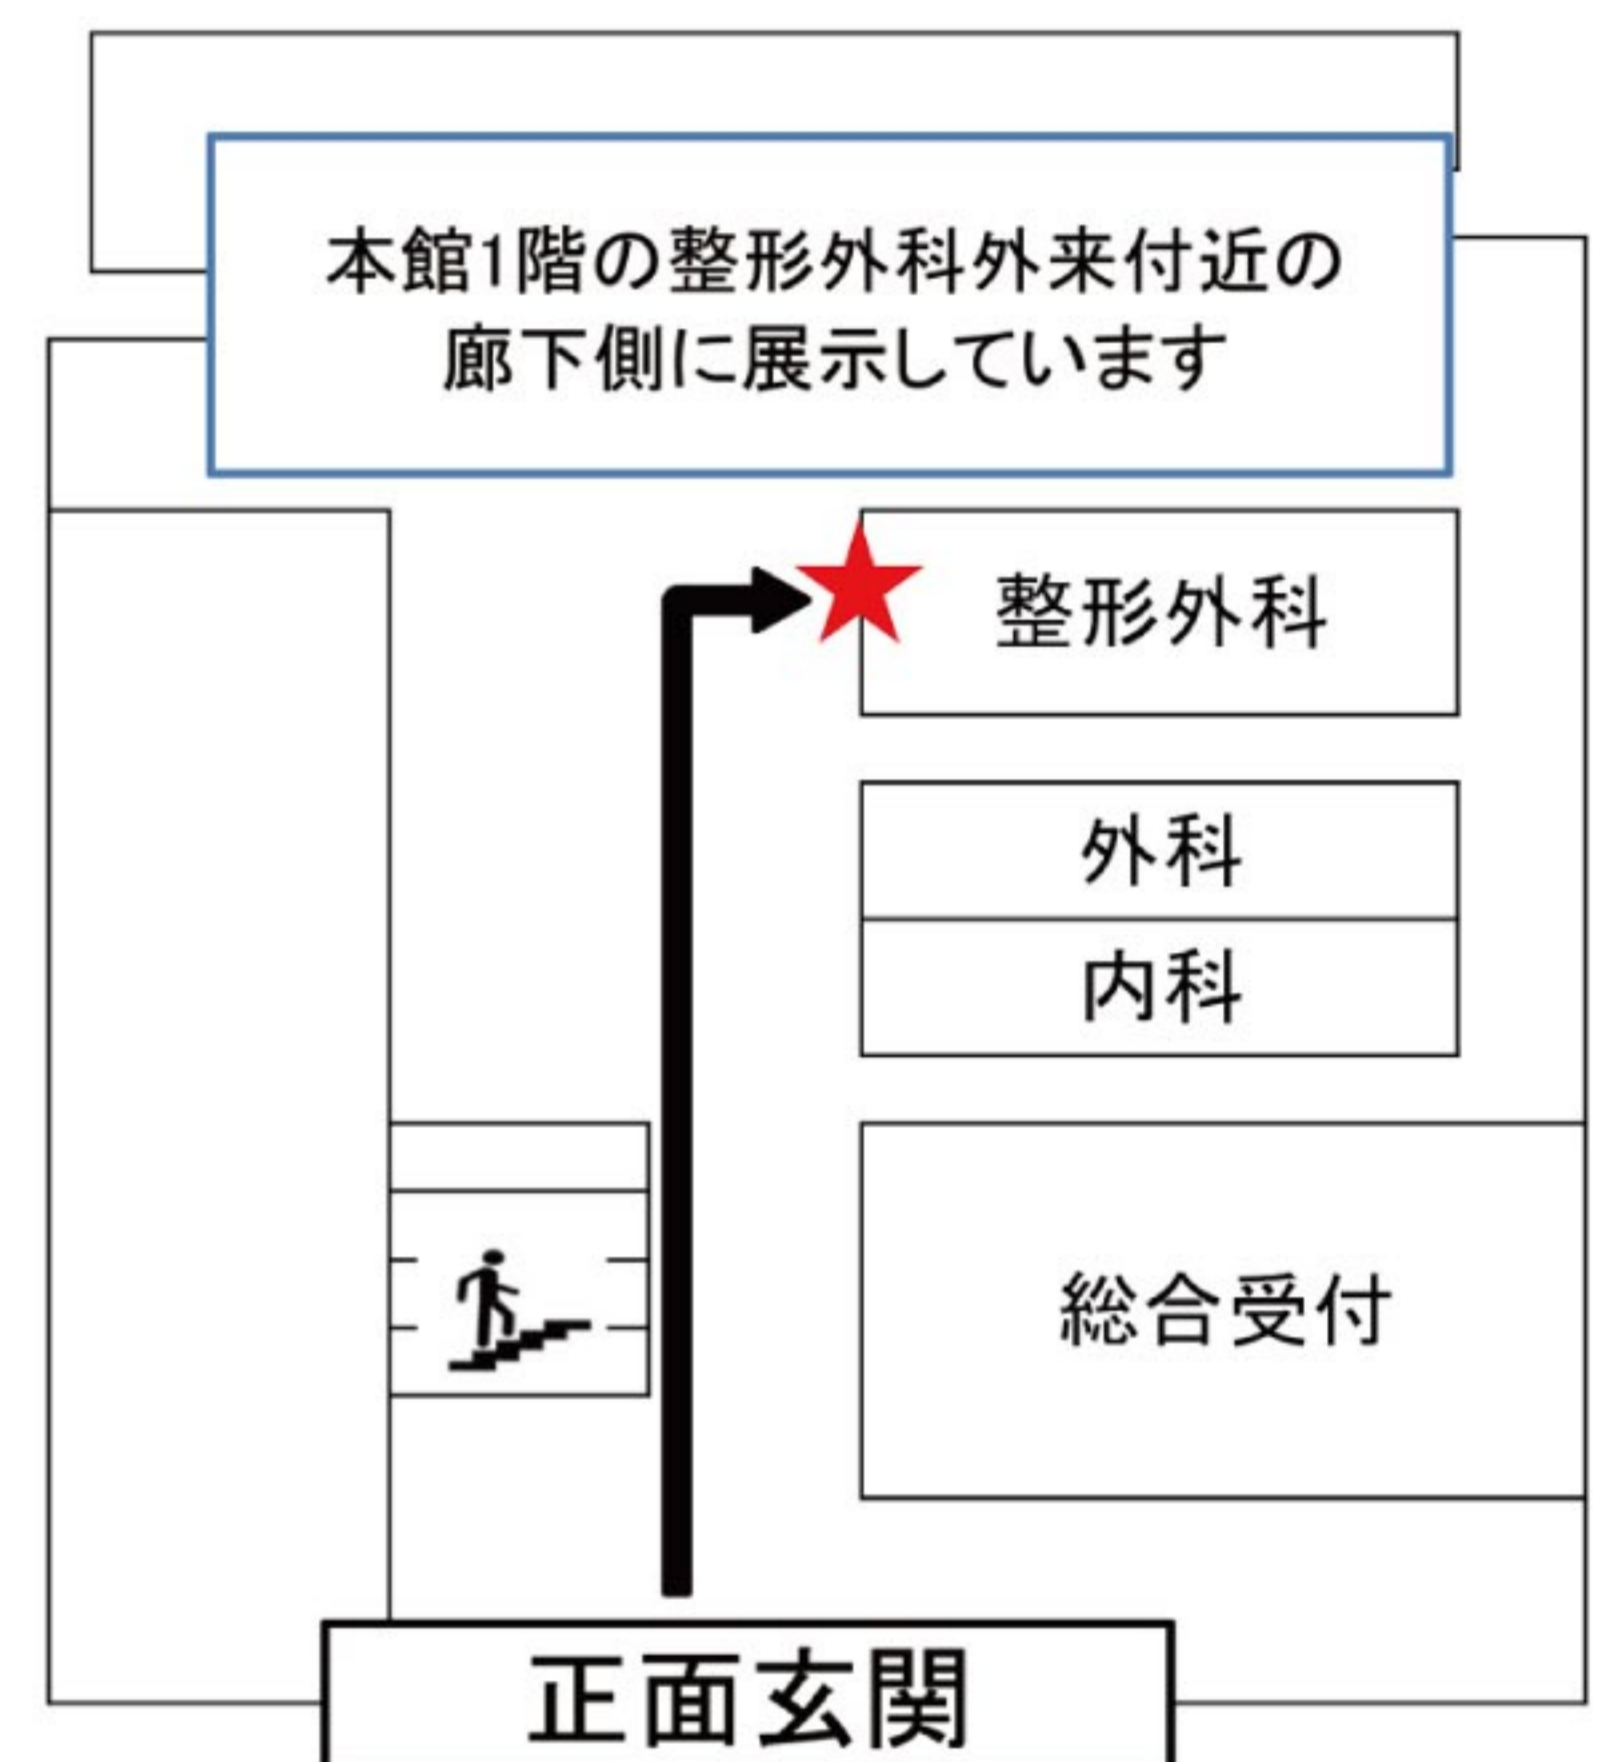 本館1階の整形外科外来付近の
廊下側に展示しています
整形外科
外科
内科
総合受付
正面玄関